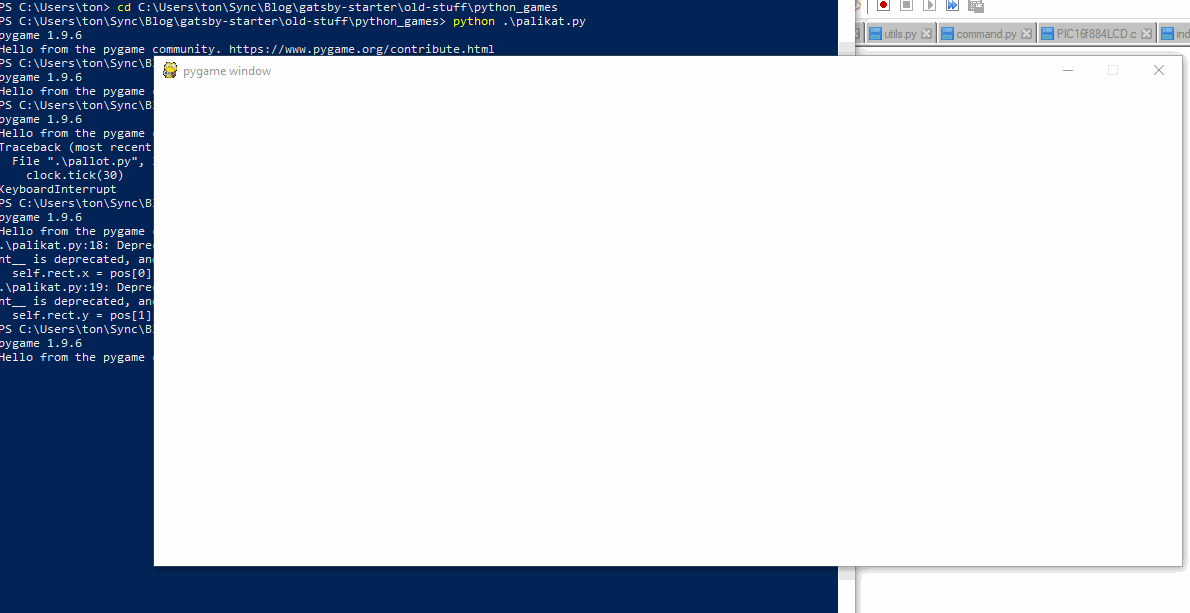 PS C:\Users\ton> cd C:\Users\ton\Sync\Blog\gatsby-starter\old-stuff\python_games
PS C:\Users\ton\Sync\Blog\gatsby-starter\old-stuff\python_games> python .\palikat.py
pygame 1.9.6
Hello from the pygame community. https://www.pygame.org/contribute.html
PS C:\Users\ton\Sync\B
pygame 1.9.6
Hello from the pygame
PS C:\Users\ton\Sync\B
pygame 1.9.6
Hello from the pygame
Traceback (most recent
File ".\pallot.py",
clock.tick(30)
KeyboardInterrupt
PS C:\Users\ton\Sync\B
pygame 1.9.6
Hello from the pygame
.\palikat.py:18: Depre
nt__ is deprecated, an
self.rect.x = pos[0]
.\palikat.py:19: Depre
nt__ is deprecated, an
self.rect.y = pos[1]
PS C:\Users\ton\Sync\B
pygame 1.9.6
Hello from the pygame
pygame window
utils.py
command.py
PIC16f884LCD.c
ind